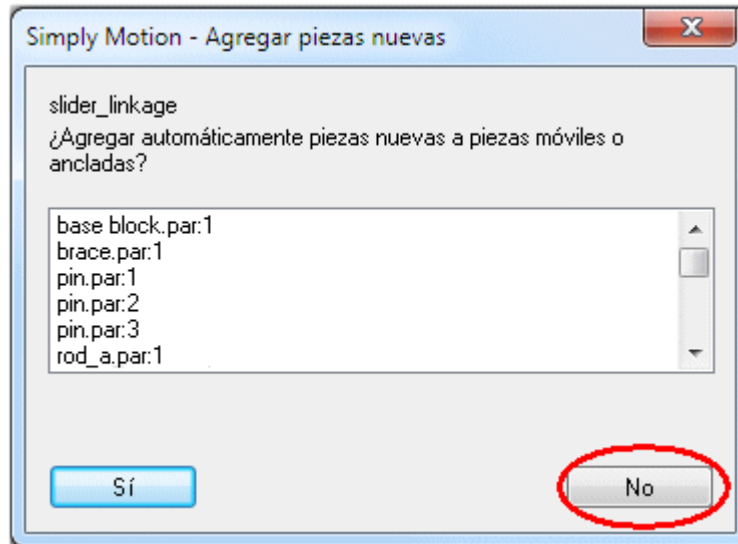 Simply Motion - Agregar piezas nuevas
slider_linkage
¿Agregar automáticamente piezas nuevas a piezas móviles o
ancladas?
base block.par:1
brace.par:1
pin.par:1
pin.par:2
pin.par:3
rod_a.par:1
Sí
No